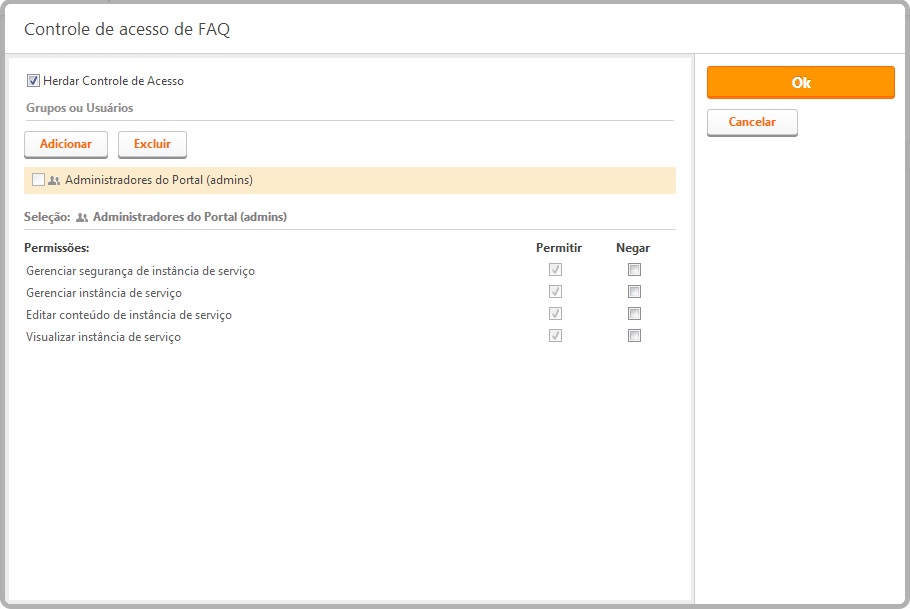 Controle de acesso de FAQ
Herdar Controle de Acesso
Grupos ou Usuários
Adicionar Excluir
Administradores do Portal (admins)
Seleção: Administradores do Portal (admins)
Permissões: Permitir Negar
Gerenciar segurança de instância de serviço
Gerenciar instância de serviço
Editar conteúdo de instância de serviço
Visualizar instância de serviço
Ok
Cancelar